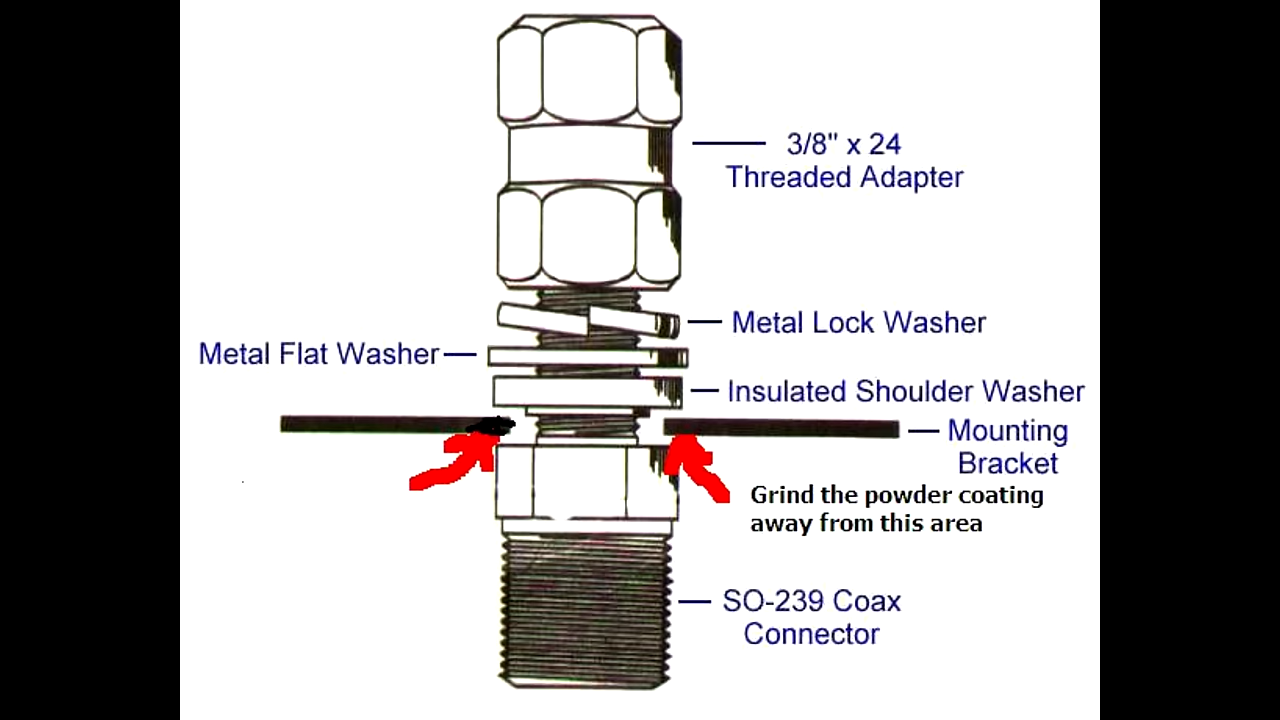 3/8" x 24
Threaded Adapter
Metal Lock Washer
Metal Flat Washer
Insulated Shoulder Washer
Mounting
Bracket
Grind the powder coating
away from this area
SO-239 Coax
Connector